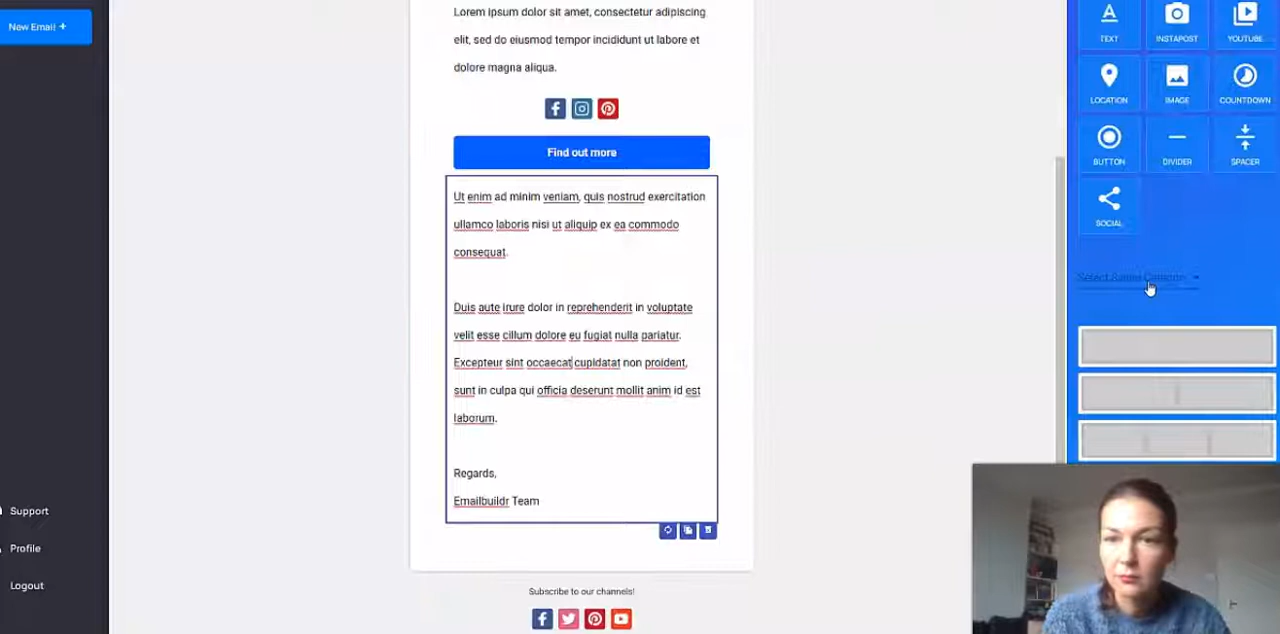 New Email +
Support
Profile
Logout
Lorem ipsum dolor sit amet, consectetur adipiscing
elit, sed do eiusmod tempor incididunt ut labore et
dolore magna aliqua.
Find out more
Ut enim ad minim veniam, quis nostrud exercitation
ullamco laboris nisi ut aliquip ex ea commodo
consequat.
Duis aute irure dolor in reprehenderit in voluptate
velit esse cillum dolore eu fugiat nulla pariatur.
Excepteur sint occaecat cupidatat non proident,
sunt in culpa qui officia deserunt mollit anim id est
laborum.
Regards,
Emailbuildr Team
Subscribe to our channels!
TEXT
INSTAPOST
YOUTUBE
LOCATION
IMAGE
COUNTDOWN
BUTTON
DIVIDER
SPACER
SOCIAL
Select